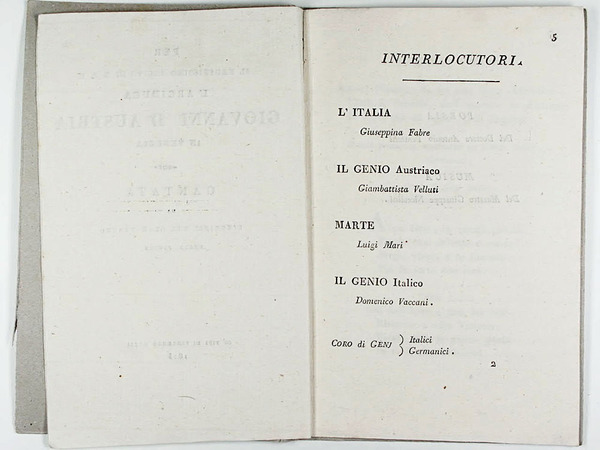 5
INTERLOCUTORI.
L' ITALIA
Giuseppina Fabre
IL GENIO Austriaco
Giambattista Velluti
MARTE
Luigi Mari
IL GENIO Italico
Domenico Vaccani.
CORO di GENJ ) Italici
) Germanici.
2